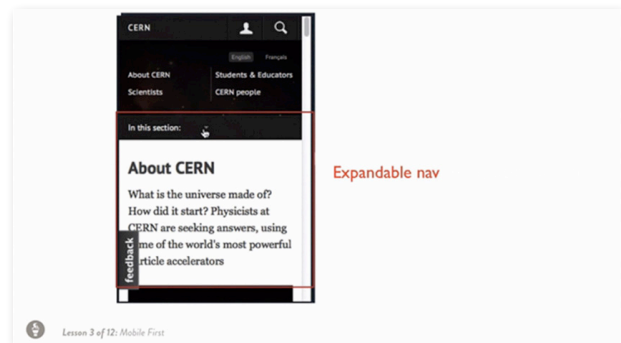 CERN
English Français
About CERN Students & Educators
Scientists CERN people
In this section:
Expandable nav
About CERN
What is the universe made of?
How did it start? Physicists at
CERN are seeking answers, using
me of the world's most powerful
rticle accelerators
feedback
Lesson 3 of 12: Mobile First